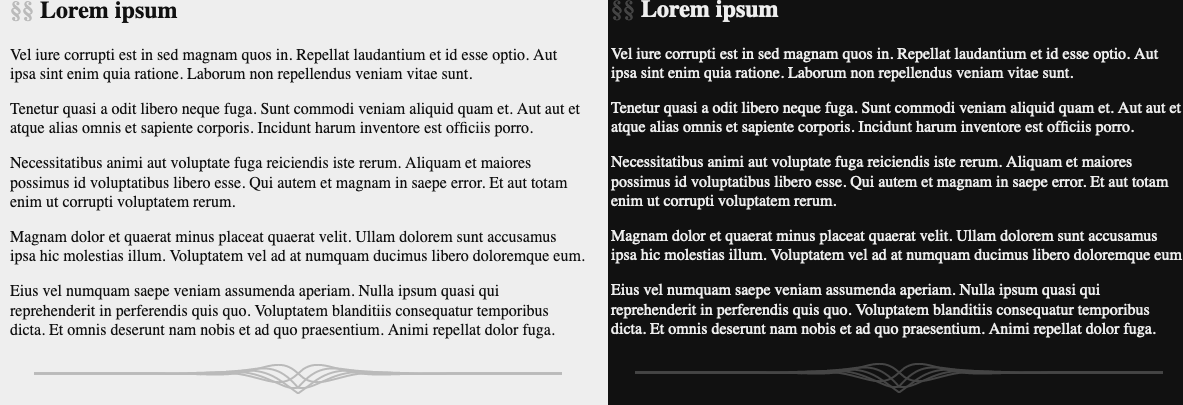 §§ Lorem ipsum
Vel iure corrupti est in sed magnam quos in. Repellat laudantium et id esse optio. Aut
ipsa sint enim quia ratione. Laborum non repellendus veniam vitae sunt.
Tenetur quasi a odit libero neque fuga. Sunt commodi veniam aliquid quam et. Aut aut et
atque alias omnis et sapiente corporis. Incidunt harum inventore est officiis porro.
Necessitatibus animi aut voluptate fuga reiciendis iste rerum. Aliquam et maiores
possimus id voluptatibus libero esse. Qui autem et magnam in saepe error. Et aut totam
enim ut corrupti voluptatem rerum.
Magnam dolor et quaerat minus placeat quaerat velit. Ullam dolorem sunt accusamus
ipsa hic molestias illum. Voluptatem vel ad at numquam ducimus libero doloremque eum.
Eius vel numquam saepe veniam assumenda aperiam. Nulla ipsum quasi qui
reprehenderit in perferendis quis quo. Voluptatem blanditiis consequatur temporibus
dicta. Et omnis deserunt nam nobis et ad quo praesentium. Animi repellat dolor fuga.
§§ Lorem ipsum
Vel iure corrupti est in sed magnam quos in. Repellat laudantium et id esse optio. Aut
ipsa sint enim quia ratione. Laborum non repellendus veniam vitae sunt.
Tenetur quasi a odit libero neque fuga. Sunt commodi veniam aliquid quam et. Aut aut et
atque alias omnis et sapiente corporis. Incidunt harum inventore est officiis porro.
Necessitatibus animi aut voluptate fuga reiciendis iste rerum. Aliquam et maiores
possimus id voluptatibus libero esse. Qui autem et magnam in saepe error. Et aut totam
enim ut corrupti voluptatem rerum.
Magnam dolor et quaerat minus placeat quaerat velit. Ullam dolorem sunt accusamus
ipsa hic molestias illum. Voluptatem vel ad at numquam ducimus libero doloremque eum
Eius vel numquam saepe veniam assumenda aperiam. Nulla ipsum quasi qui
reprehenderit in perferendis quis quo. Voluptatem blanditiis consequatur temporibus
dicta. Et omnis deserunt nam nobis et ad quo praesentium. Animi repellat dolor fuga.